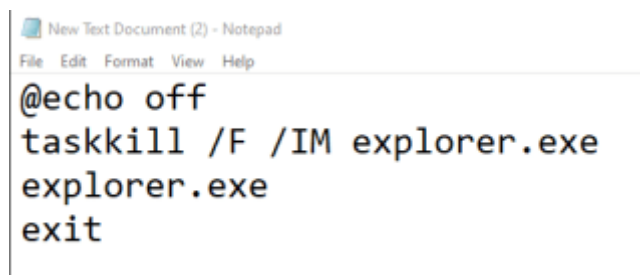 New Text Document (2) - Notepad
File Edit Format View Help
@echo off
taskkill /F /IM explorer.exe
explorer.exe
exit